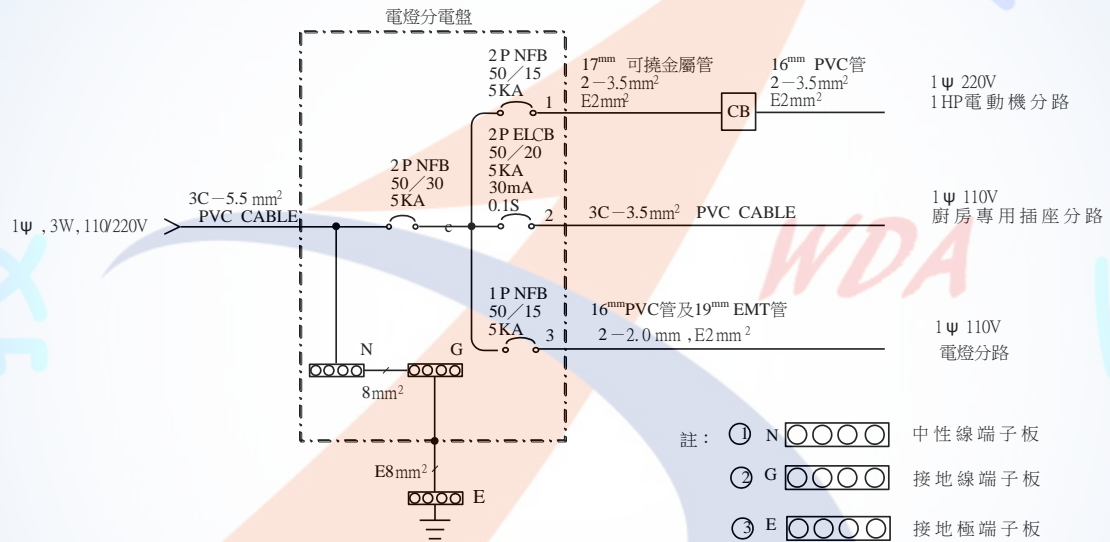 電燈分電盤
2P NFB
50／15
5KA
1
17mm 可撓金屬管
2－3.5mm²
E2mm²
CB
16mm PVC管
2－3.5mm²
E2mm²
1ψ 220V
1HP電動機分路
2P ELCB
50／20
5KA
30mA
0.1S
2
3C－3.5mm² PVC CABLE
1ψ 110V
廚房專用插座分路
2P NFB
50／30
5KA
c
3C－5.5 mm²
PVC CABLE
1ψ , 3W, 110/220V
1P NFB
50／15
5KA
3
16mmPVC管及19mm EMT管
2－2.0 mm , E2mm²
1ψ 110V
電燈分路
N
G
8mm²
E8mm²
E
註： ① N 中性線端子板
② G 接地線端子板
③ E 接地極端子板
WDA